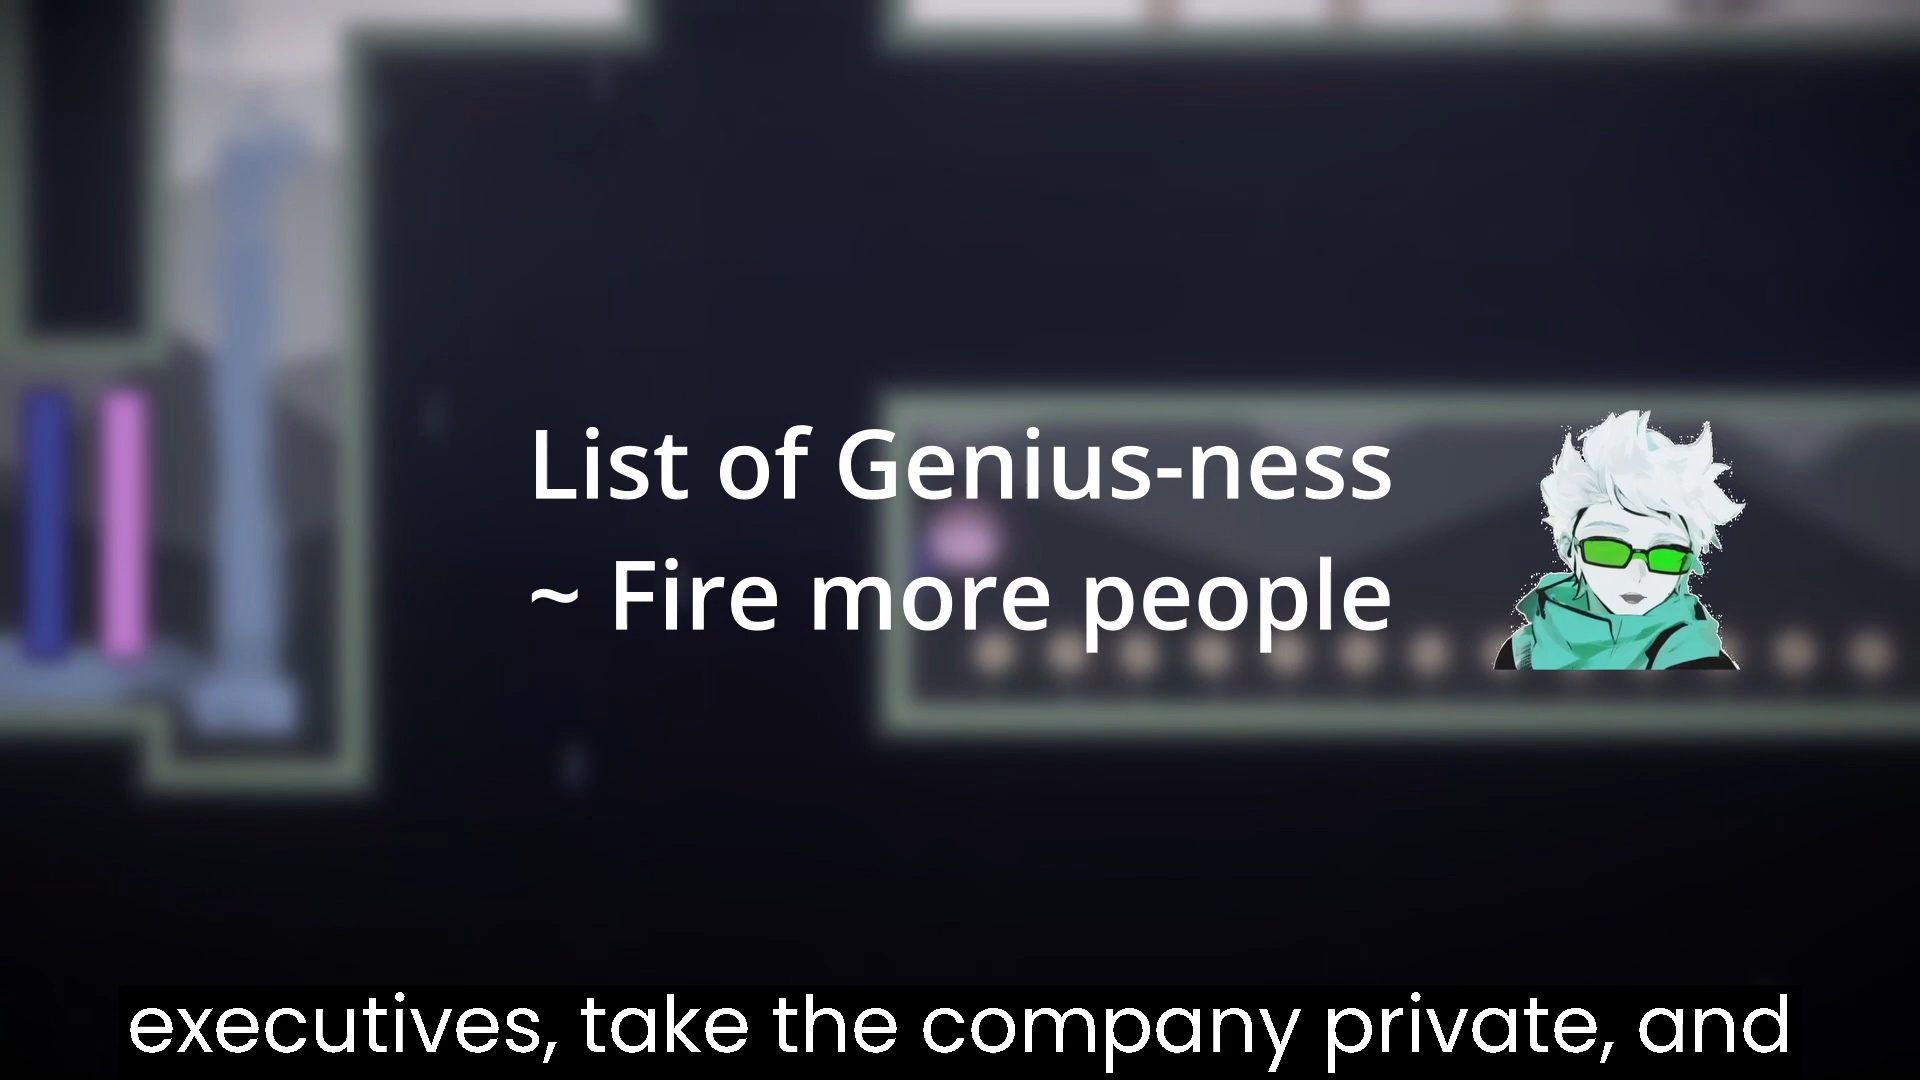 List of Genius-ness
~ Fire more people
executives, take the company private, and